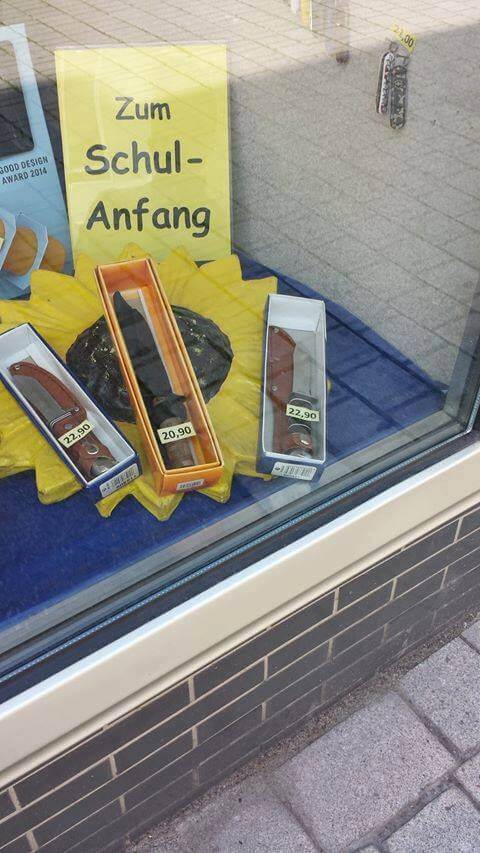 Zum
Schul-
Anfang
GOOD DESIGN
AWARD 2014
22,90
20,90
22,90